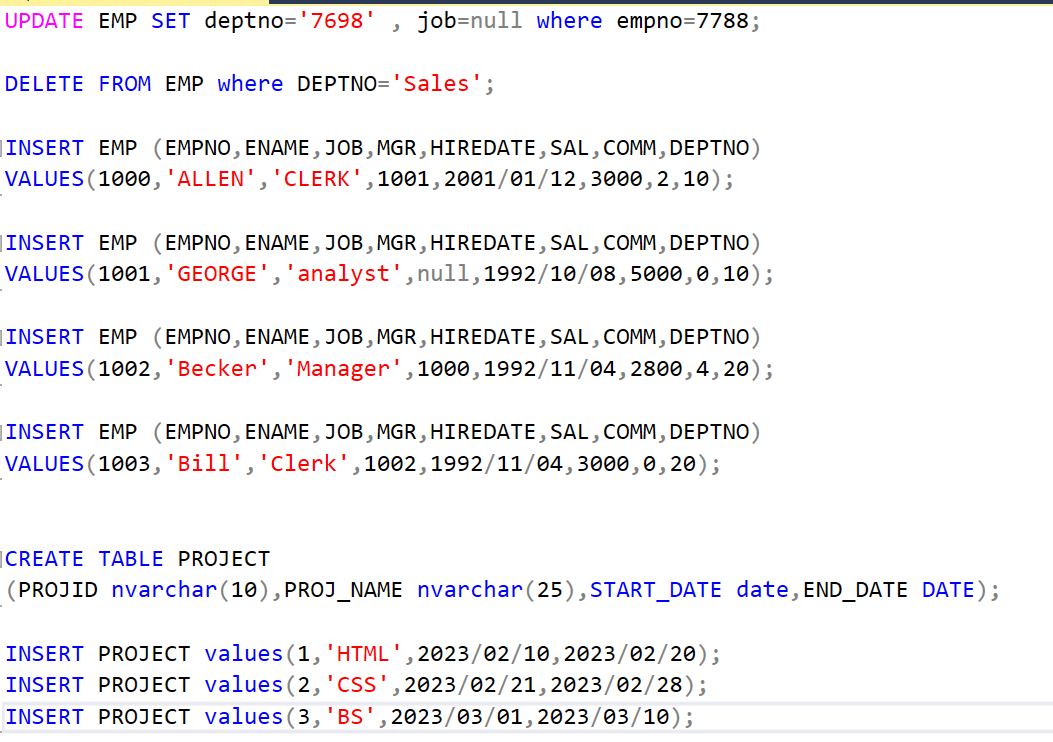 UPDATE EMP SET deptno='7698' , job=null where empno=7788;
DELETE FROM EMP where DEPTNO='Sales';
INSERT EMP (EMPNO,ENAME,JOB,MGR,HIREDATE,SAL,COMM,DEPTNO)
VALUES(1000,'ALLEN','CLERK',1001,2001/01/12,3000,2,10);
INSERT EMP (EMPNO,ENAME,JOB,MGR,HIREDATE,SAL,COMM,DEPTNO)
VALUES(1001,'GEORGE','analyst',null,1992/10/08,5000,0,10);
INSERT EMP (EMPNO,ENAME,JOB,MGR,HIREDATE,SAL,COMM,DEPTNO)
VALUES(1002,'Becker','Manager',1000,1992/11/04,2800,4,20);
INSERT EMP (EMPNO,ENAME,JOB,MGR,HIREDATE,SAL,COMM,DEPTNO)
VALUES(1003,'Bill','Clerk',1002,1992/11/04,3000,0,20);
CREATE TABLE PROJECT
(PROJID nvarchar(10),PROJ_NAME nvarchar(25),START_DATE date,END_DATE DATE);
INSERT PROJECT values(1,'HTML',2023/02/10,2023/02/20);
INSERT PROJECT values(2,'CSS',2023/02/21,2023/02/28);
INSERT PROJECT values(3,'BS',2023/03/01,2023/03/10);